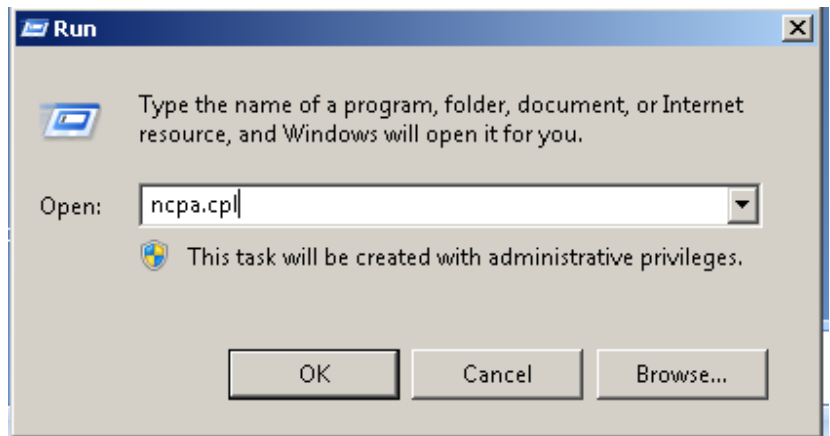 Run
Type the name of a program, folder, document, or Internet
resource, and Windows will open it for you.
Open: ncpa.cpl
This task will be created with administrative privileges.
OK Cancel Browse...